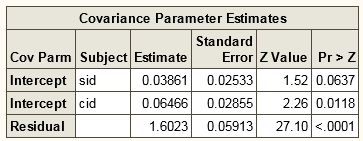 Covariance Parameter Estimates
Cov Parm Subject Estimate Standard Error Z Value Pr > Z
Intercept sid 0.03861 0.02533 1.52 0.0637
Intercept cid 0.06466 0.02855 2.26 0.0118
Residual 1.6023 0.05913 27.10 <.0001